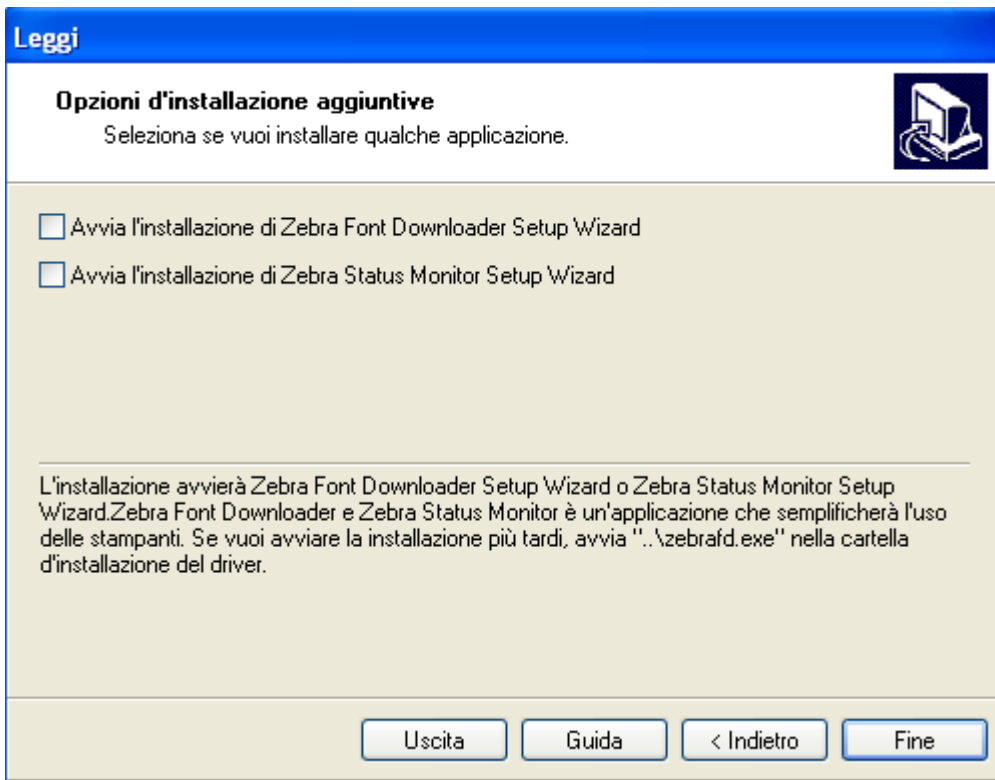 Leggi
Opzioni d'installazione aggiuntive
Seleziona se vuoi installare qualche applicazione.
Avvia l'installazione di Zebra Font Downloader Setup Wizard
Avvia l'installazione di Zebra Status Monitor Setup Wizard
L'installazione avvierà Zebra Font Downloader Setup Wizard o Zebra Status Monitor Setup
Wizard.Zebra Font Downloader e Zebra Status Monitor è un'applicazione che semplificherà l'uso
delle stampanti. Se vuoi avviare la installazione più tardi, avvia "..\zebrafd.exe" nella cartella
d'installazione del driver.
Uscita
Guida
< Indietro
Fine